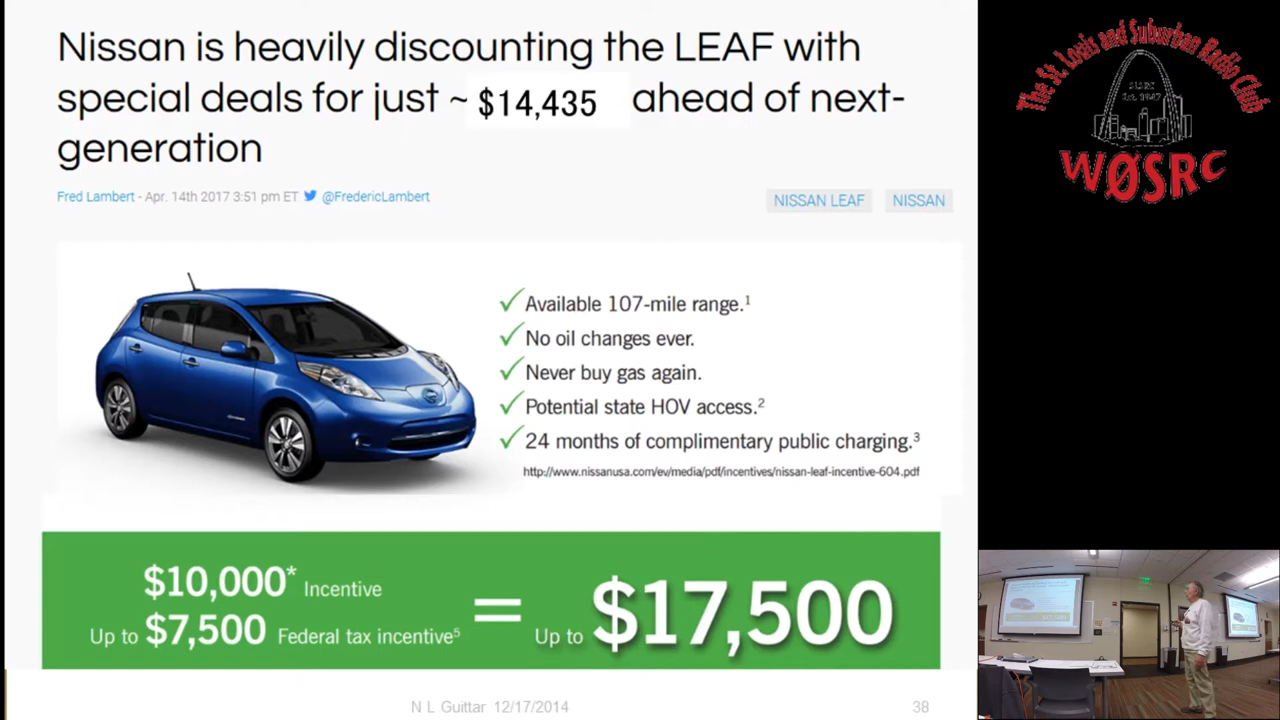 Nissan is heavily discounting the LEAF with
special deals for just ~ $14,435 ahead of next-
generation
Fred Lambert - Apr. 14th 2017 3:51 pm ET @FredericLambert
NISSAN LEAF
NISSAN
✓ Available 107-mile range.¹
✓ No oil changes ever.
✓ Never buy gas again.
✓ Potential state HOV access.²
✓ 24 months of complimentary public charging.³
http://www.nissanusa.com/ev/media/pdf/incentives/nissan-leaf-incentive-604.pdf
$10,000* Incentive
Up to $7,500 Federal tax incentive⁵
= Up to $17,500
N L Guittar 12/17/2014
38
The St. Louis and Suburban Radio Club
SLSRC
Est. 1947
WØSRC